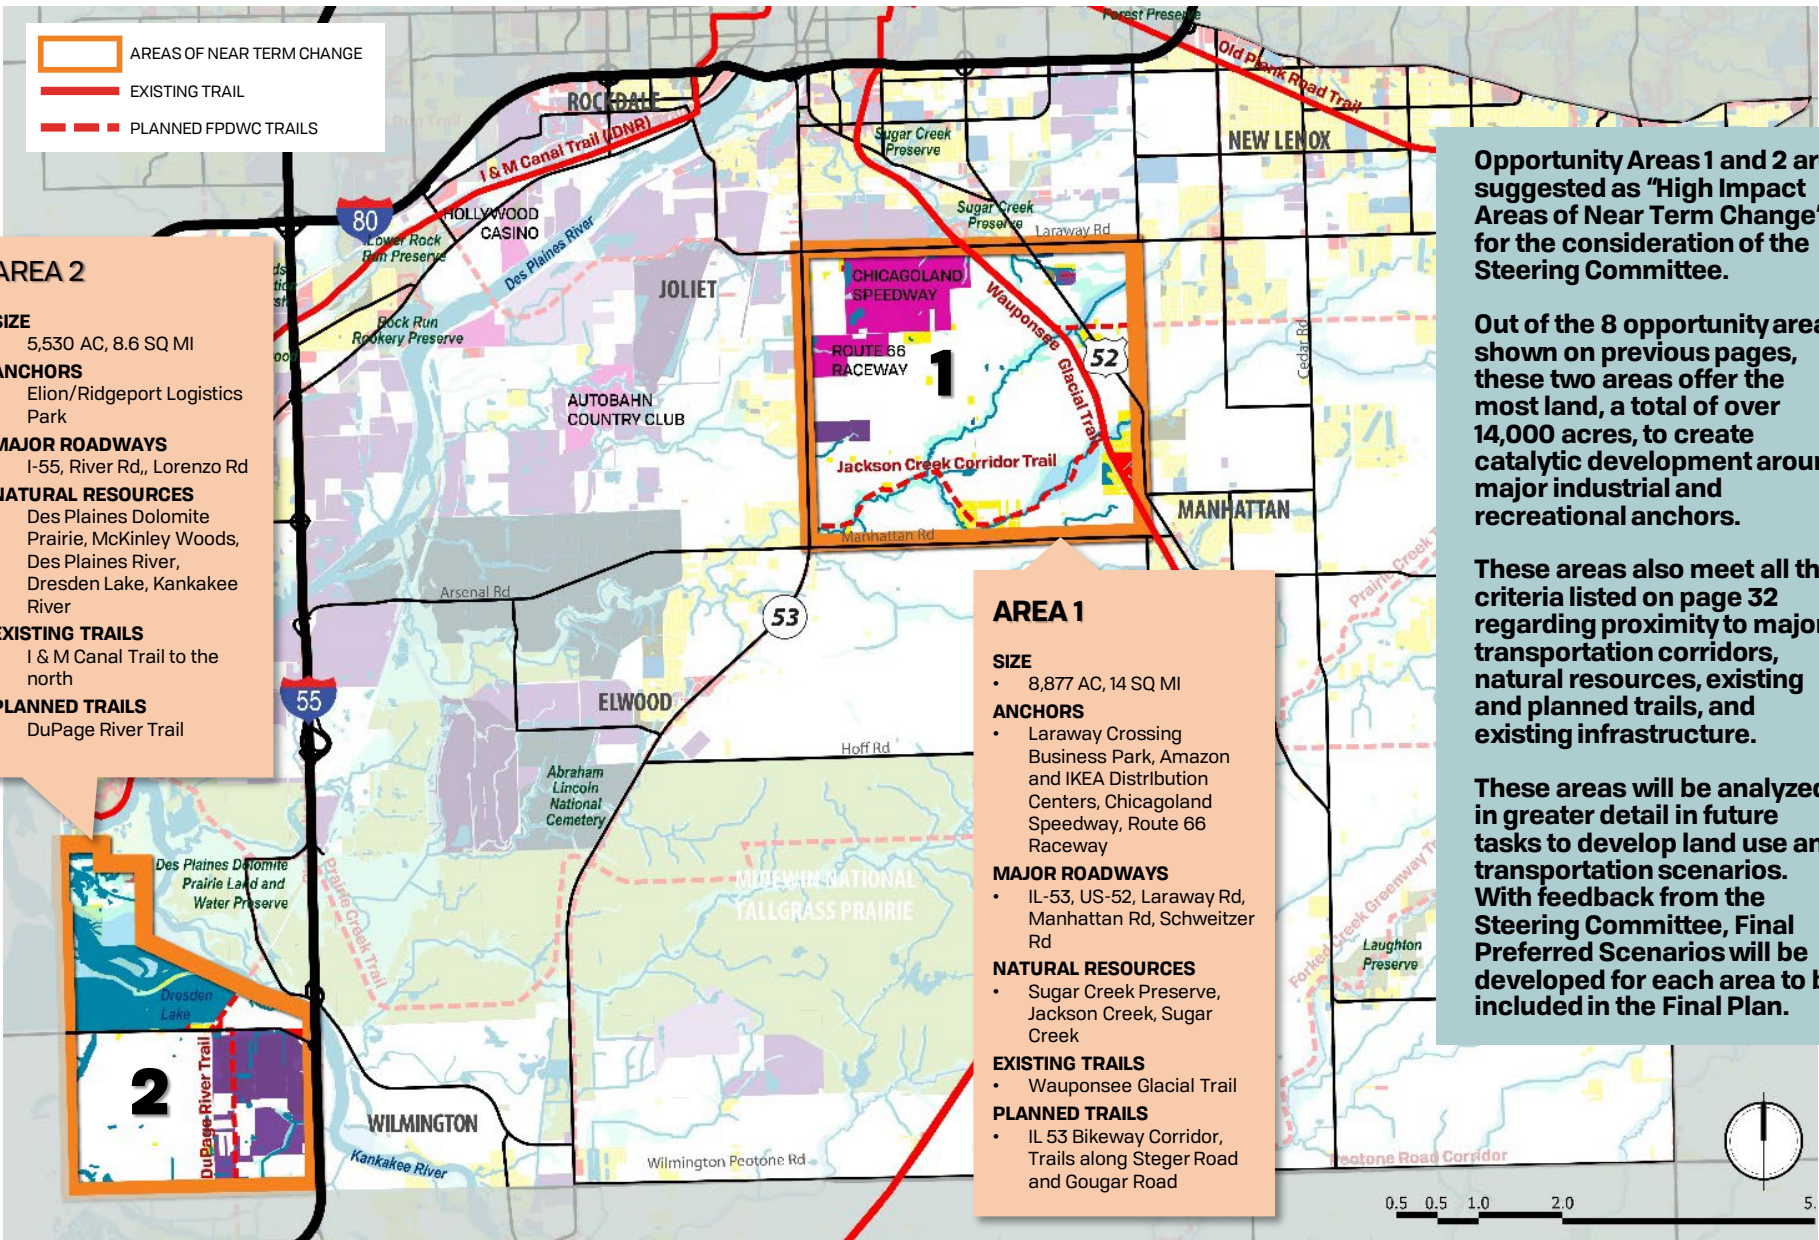 AREAS OF NEAR TERM CHANGE
EXISTING TRAIL
PLANNED FPDWC TRAILS
Forest Preserve
Old Plank Road Trail
ROCKDALE
I & M Canal Trail (IDNR)
NEW LENOX
Sugar Creek
Preserve
Sugar Creek
Preserve
Laraway Rd
80
HOLLYWOOD
CASINO
Lower Rock
Run Preserve
Des Plaines River
JOLIET
Rock Run
Rookery Preserve
AUTOBAHN
COUNTRY CLUB
CHICAGOLAND
SPEEDWAY
ROUTE 66
RACEWAY
1
Wauponsee Glacial Trail
52
Cedar Rd
Jackson Creek Corridor Trail
Manhattan Rd
MANHATTAN
Arsenal Rd
53
ELWOOD
55
Hoff Rd
Abraham
Lincoln
National
Cemetery
MIDEWIN NATIONAL
TALLGRASS PRAIRIE
Prairie Creek Trail
Des Plaines Dolomite
Prairie Land and
Water Preserve
Dresden
Lake
2
DuPage River Trail
WILMINGTON
Kankakee River
Wilmington Peotone Rd
Prairie Creek T
Forked Creek Greenway Tr
Laughton
Preserve
Peotone Road Corridor
0.5 0.5 1.0 2.0 5.
AREA 2
SIZE
5,530 AC, 8.6 SQ MI
ANCHORS
Elion/Ridgeport Logistics
Park
MAJOR ROADWAYS
I-55, River Rd,, Lorenzo Rd
NATURAL RESOURCES
Des Plaines Dolomite
Prairie, McKinley Woods,
Des Plaines River,
Dresden Lake, Kankakee
River
EXISTING TRAILS
I & M Canal Trail to the
north
PLANNED TRAILS
DuPage River Trail
AREA 1
SIZE
• 8,877 AC, 14 SQ MI
ANCHORS
• Laraway Crossing
Business Park, Amazon
and IKEA DistrIbution
Centers, Chicagoland
Speedway, Route 66
Raceway
MAJOR ROADWAYS
• IL-53, US-52, Laraway Rd,
Manhattan Rd, Schweitzer
Rd
NATURAL RESOURCES
• Sugar Creek Preserve,
Jackson Creek, Sugar
Creek
EXISTING TRAILS
• Wauponsee Glacial Trail
PLANNED TRAILS
• IL 53 Bikeway Corridor,
Trails along Steger Road
and Gougar Road
Opportunity Areas 1 and 2 ar
suggested as “High Impact
Areas of Near Term Change”
for the consideration of the
Steering Committee.
Out of the 8 opportunity area
shown on previous pages,
these two areas offer the
most land, a total of over
14,000 acres, to create
catalytic development aroun
major industrial and
recreational anchors.
These areas also meet all th
criteria listed on page 32
regarding proximity to major
transportation corridors,
natural resources, existing
and planned trails, and
existing infrastructure.
These areas will be analyzed
in greater detail in future
tasks to develop land use an
transportation scenarios.
With feedback from the
Steering Committee, Final
Preferred Scenarios will be
developed for each area to b
included in the Final Plan.